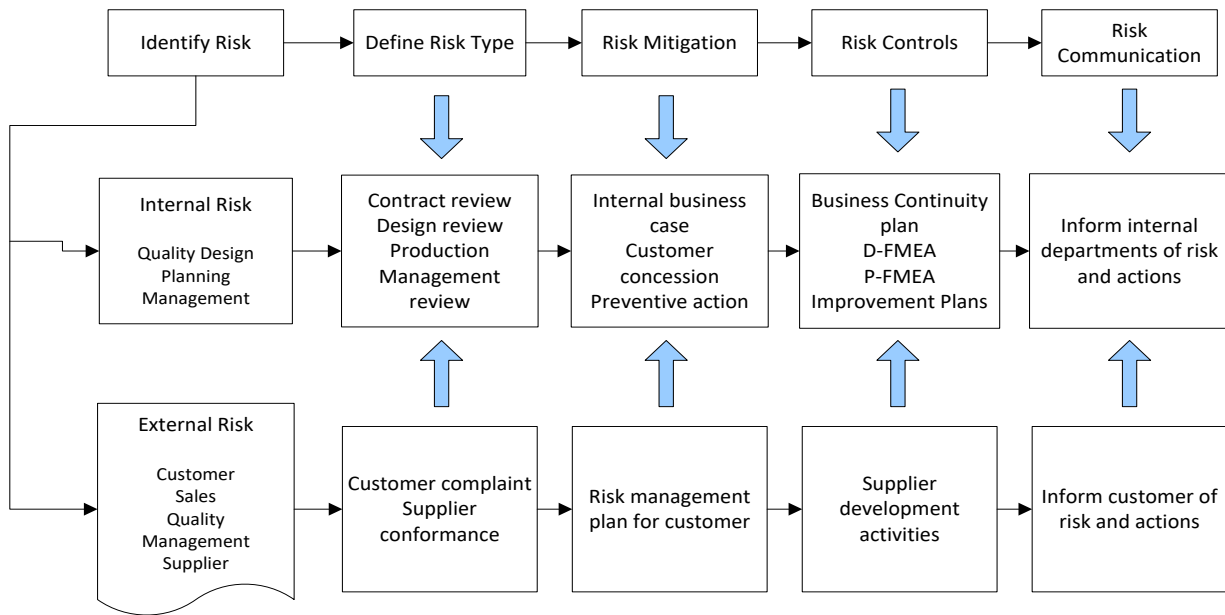 Identify Risk
Define Risk Type
Risk Mitigation
Risk Controls
Risk
Communication
Internal Risk
Quality Design
Planning
Management
Contract review
Design review
Production
Management
review
Internal business
case
Customer
concession
Preventive action
Business Continuity
plan
D-FMEA
P-FMEA
Improvement Plans
Inform internal
departments of risk
and actions
External Risk
Customer
Sales
Quality
Management
Supplier
Customer complaint
Supplier
conformance
Risk management
plan for customer
Supplier
development
activities
Inform customer of
risk and actions